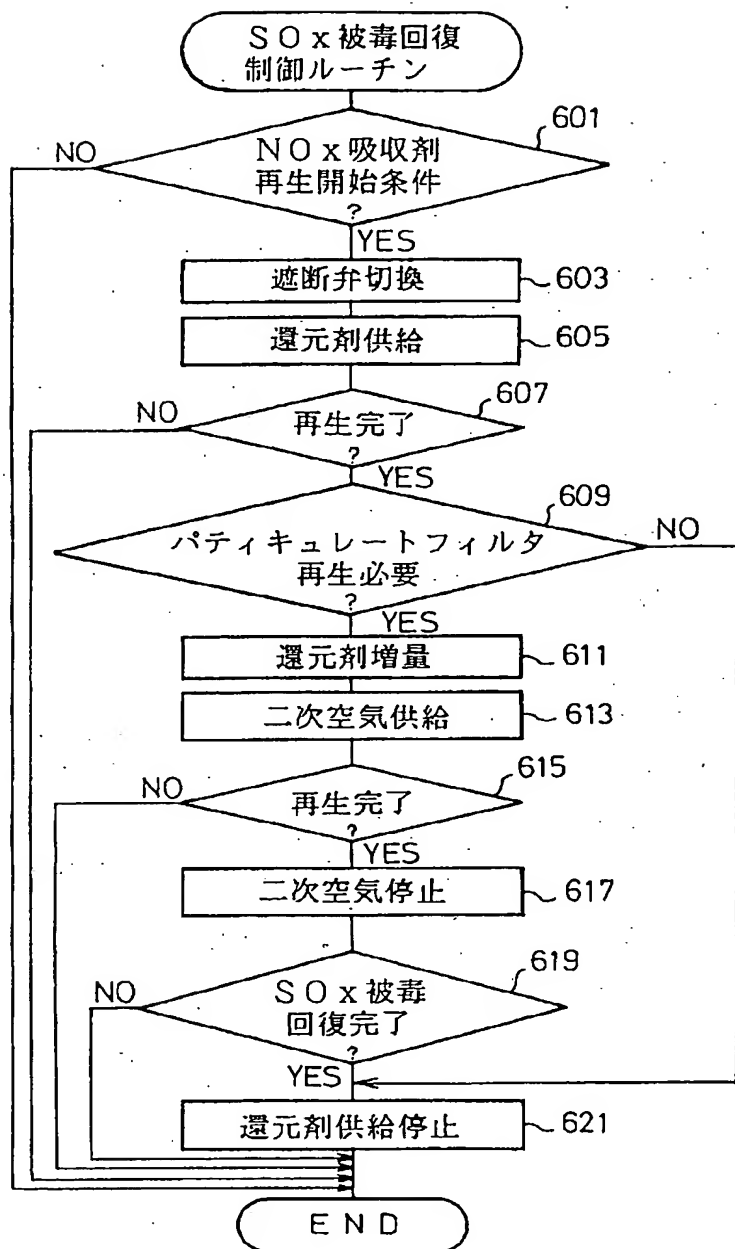 SOx被毒回復
制御ルーチン
601
NO
NOx吸収剤
再生開始条件
?
YES
遮断弁切換
603
還元剤供給
605
607
NO
再生完了
?
YES
609
NO
パティキュレートフィルタ
再生必要
?
YES
還元剤増量
611
二次空気供給
613
615
NO
再生完了
?
YES
二次空気停止
617
619
NO
SOx被毒
回復完了
?
YES
還元剤供給停止
621
END